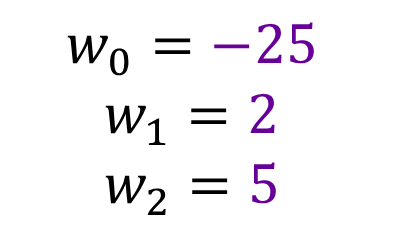 w₀ = −25
w₁ = 2
w₂ = 5